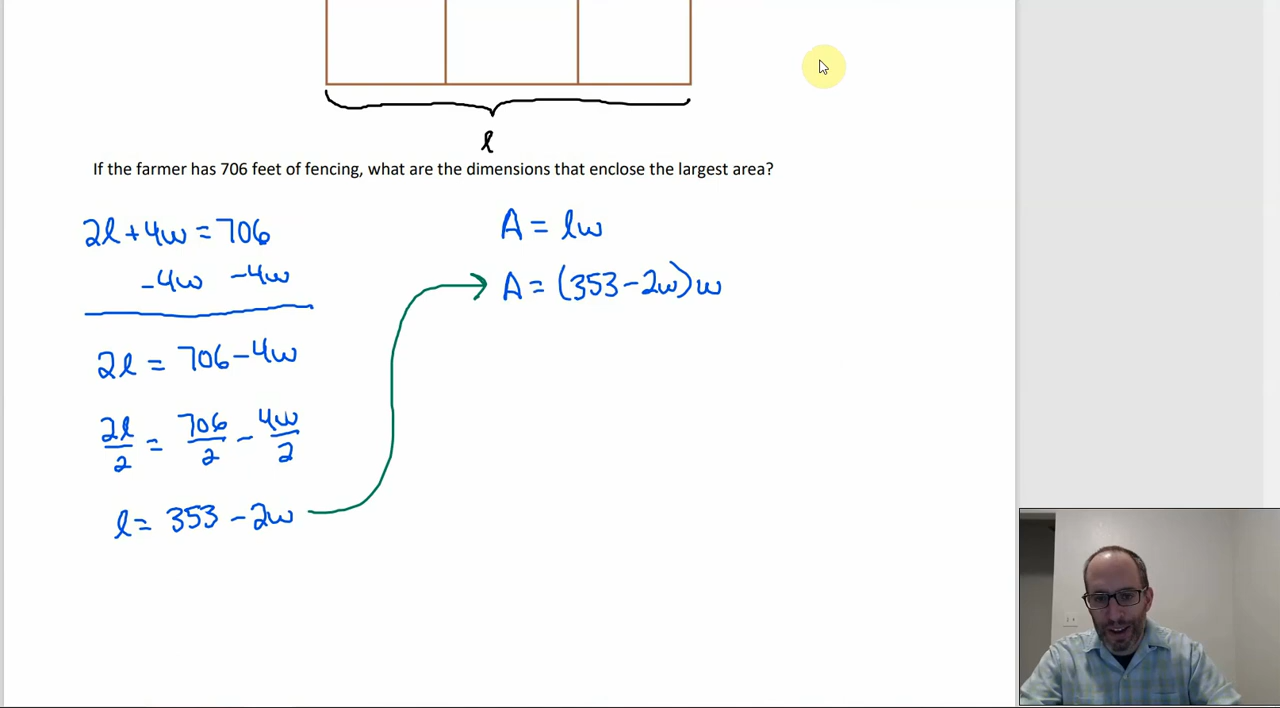 l
If the farmer has 706 feet of fencing, what are the dimensions that enclose the largest area?
2l + 4w = 706
-4w -4w
2l = 706 - 4w
2l/2 = 706/2 - 4w/2
l = 353 - 2w
A = lw
A = (353 - 2w)w